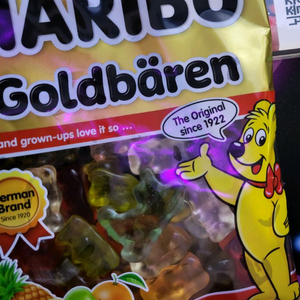 HARIBO
Goldbären
The Original
since 1922
and grown-ups love it so ...
German
Brand
Since 1920